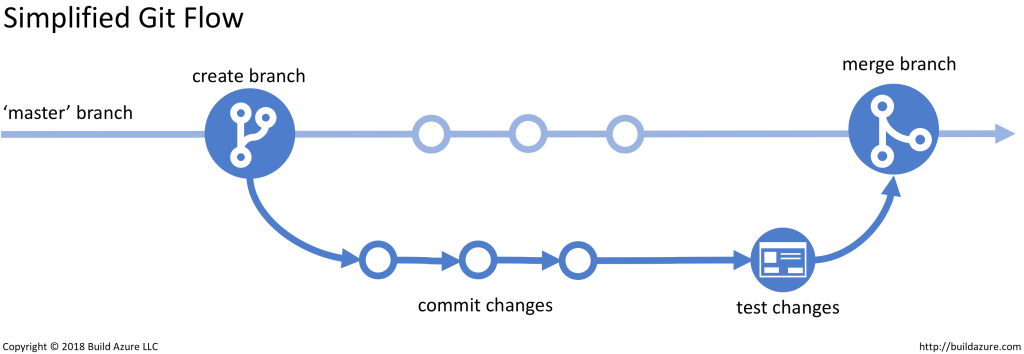 Simplified Git Flow
create branch
merge branch
‘master’ branch
commit changes
test changes
Copyright © 2018 Build Azure LLC
http://buildazure.com